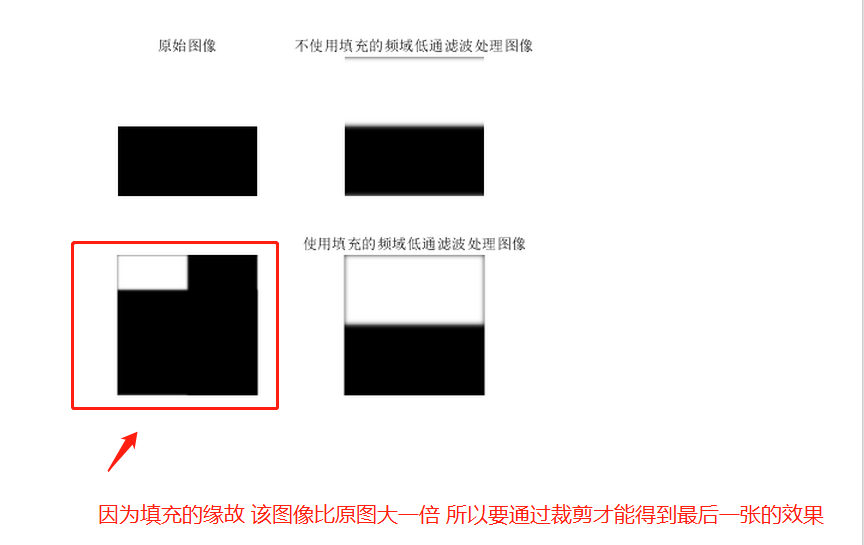 原始图像
不使用填充的频域低通滤波处理图像
使用填充的频域低通滤波处理图像
因为填充的缘故 该图像比原图大一倍 所以要通过裁剪才能得到最后一张的效果